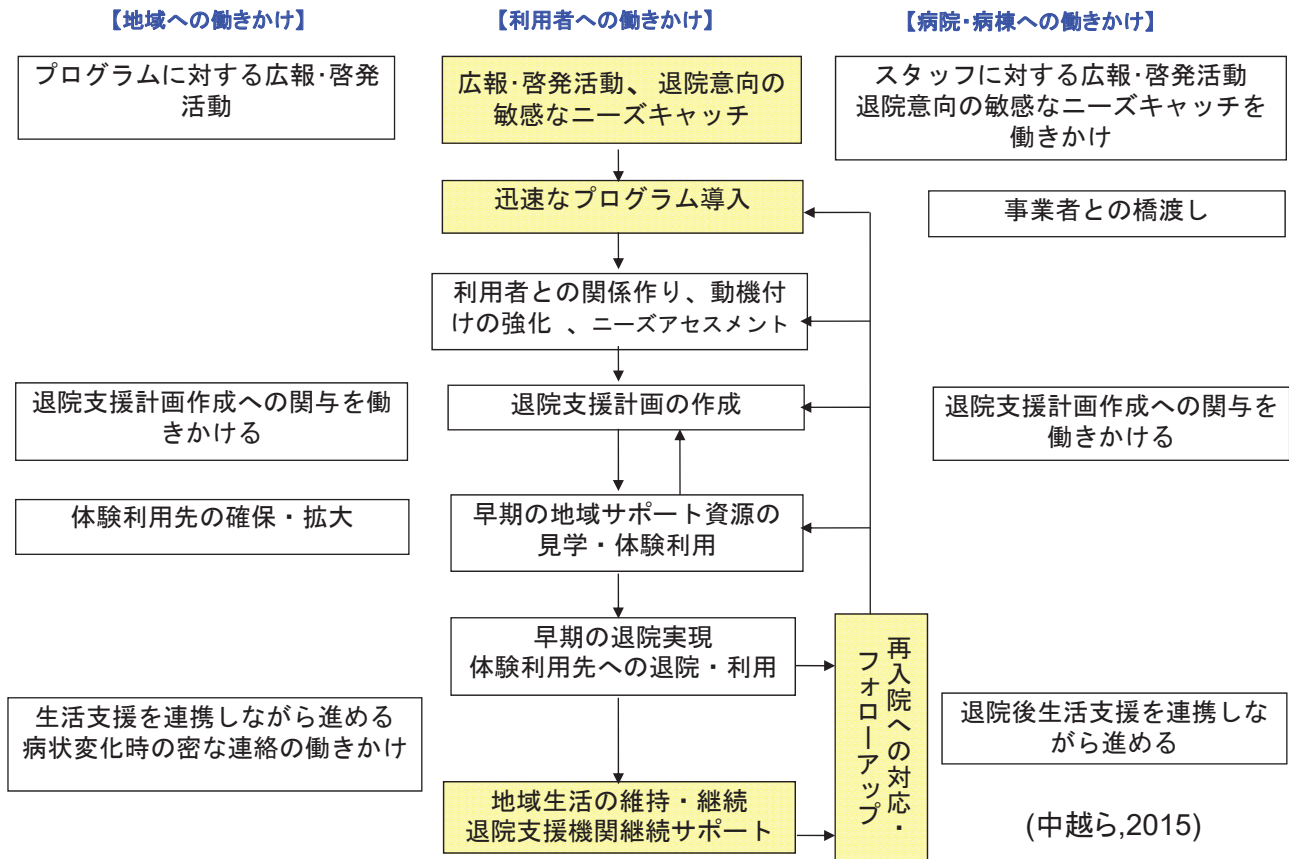 【地域への働きかけ】
【利用者への働きかけ】
【病院・病棟への働きかけ】
プログラムに対する広報・啓発
活動
広報・啓発活動、退院意向の
敏感なニーズキャッチ
スタッフに対する広報・啓発活動
退院意向の敏感なニーズキャッチを
働きかけ
迅速なプログラム導入
事業者との橋渡し
利用者との関係作り、動機付
けの強化 、ニーズアセスメント
退院支援計画作成への関与を働
きかける
退院支援計画の作成
退院支援計画作成への関与を
働きかける
体験利用先の確保・拡大
早期の地域サポート資源の
見学・体験利用
早期の退院実現
体験利用先への退院・利用
再入院への対応・
フォローアップ
生活支援を連携しながら進める
病状変化時の密な連絡の働きかけ
退院後生活支援を連携しな
がら進める
地域生活の維持・継続
退院支援機関継続サポート
(中越ら,2015)